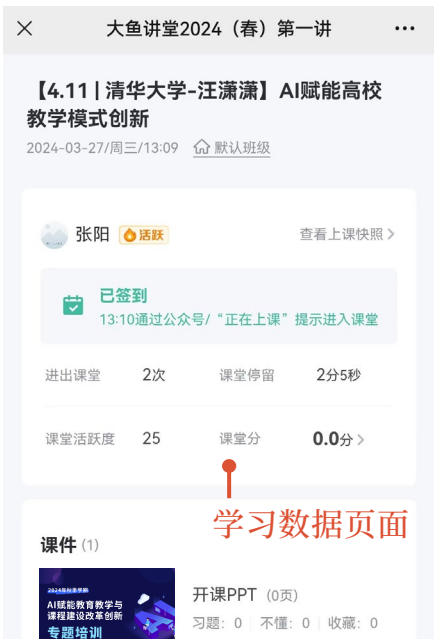 大鱼讲堂2024（春）第一讲
【4.11 | 清华大学-汪潇潇】AI赋能高校
教学模式创新
2024-03-27/周三/13:09 默认班级
张阳 活跃 查看上课快照
已签到
13:10通过公众号/“正在上课”提示进入课堂
进出课堂 2次 课堂停留 2分5秒
课堂活跃度 25 课堂分 0.0分
学习数据页面
课件 (1)
2024年秋季学期
AI赋能教育教学与
课程建设改革创新
专题培训
开课PPT (0页)
习题：0 不懂：0 收藏：0